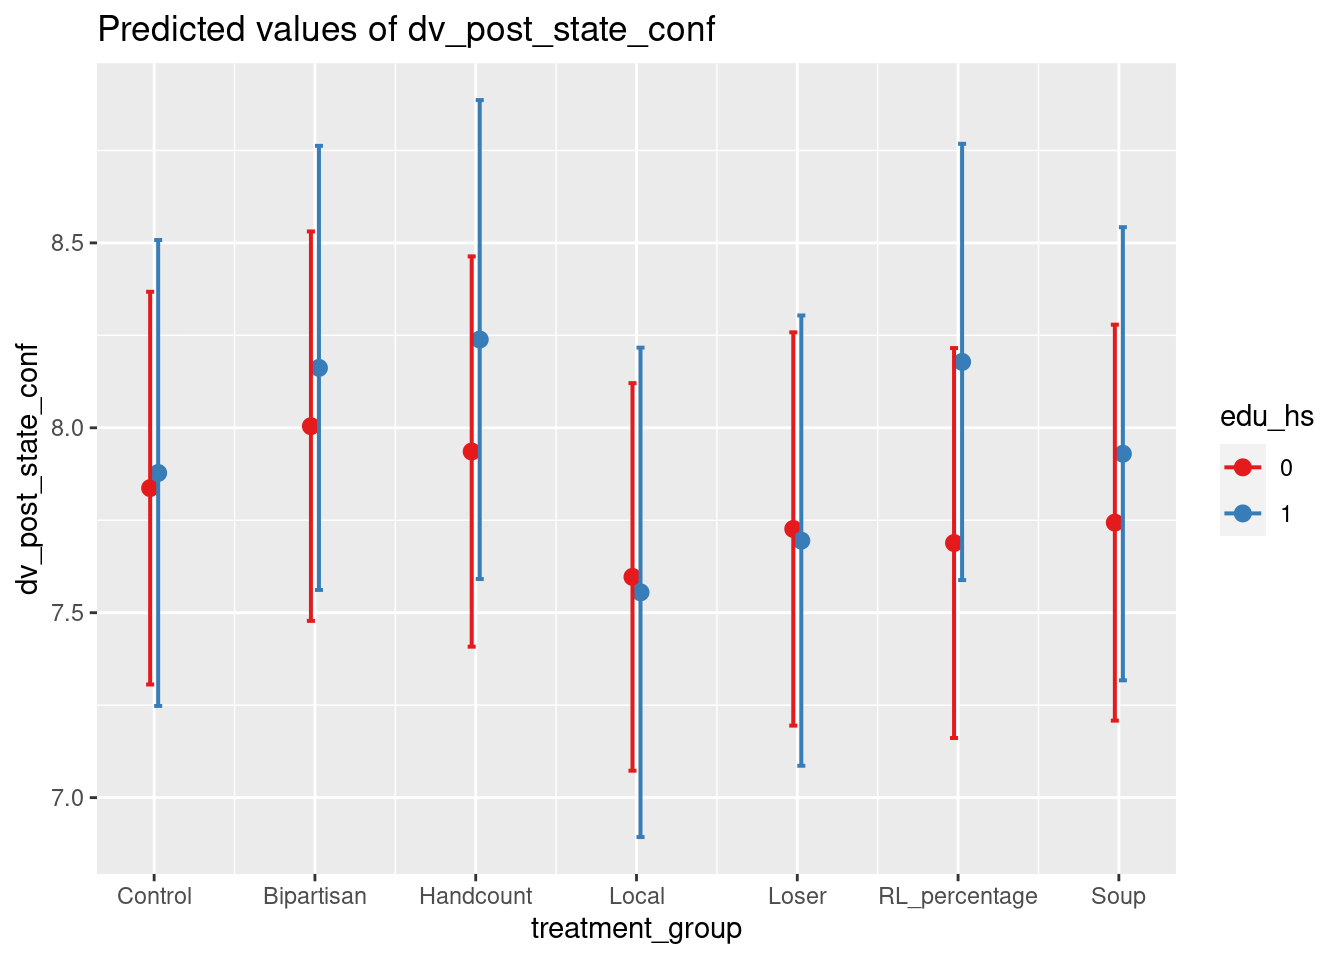 Predicted values of dv_post_state_conf
dv_post_state_conf
8.5
8.0
7.5
7.0
Control Bipartisan Handcount Local Loser RL_percentage Soup
treatment_group
edu_hs
0
1